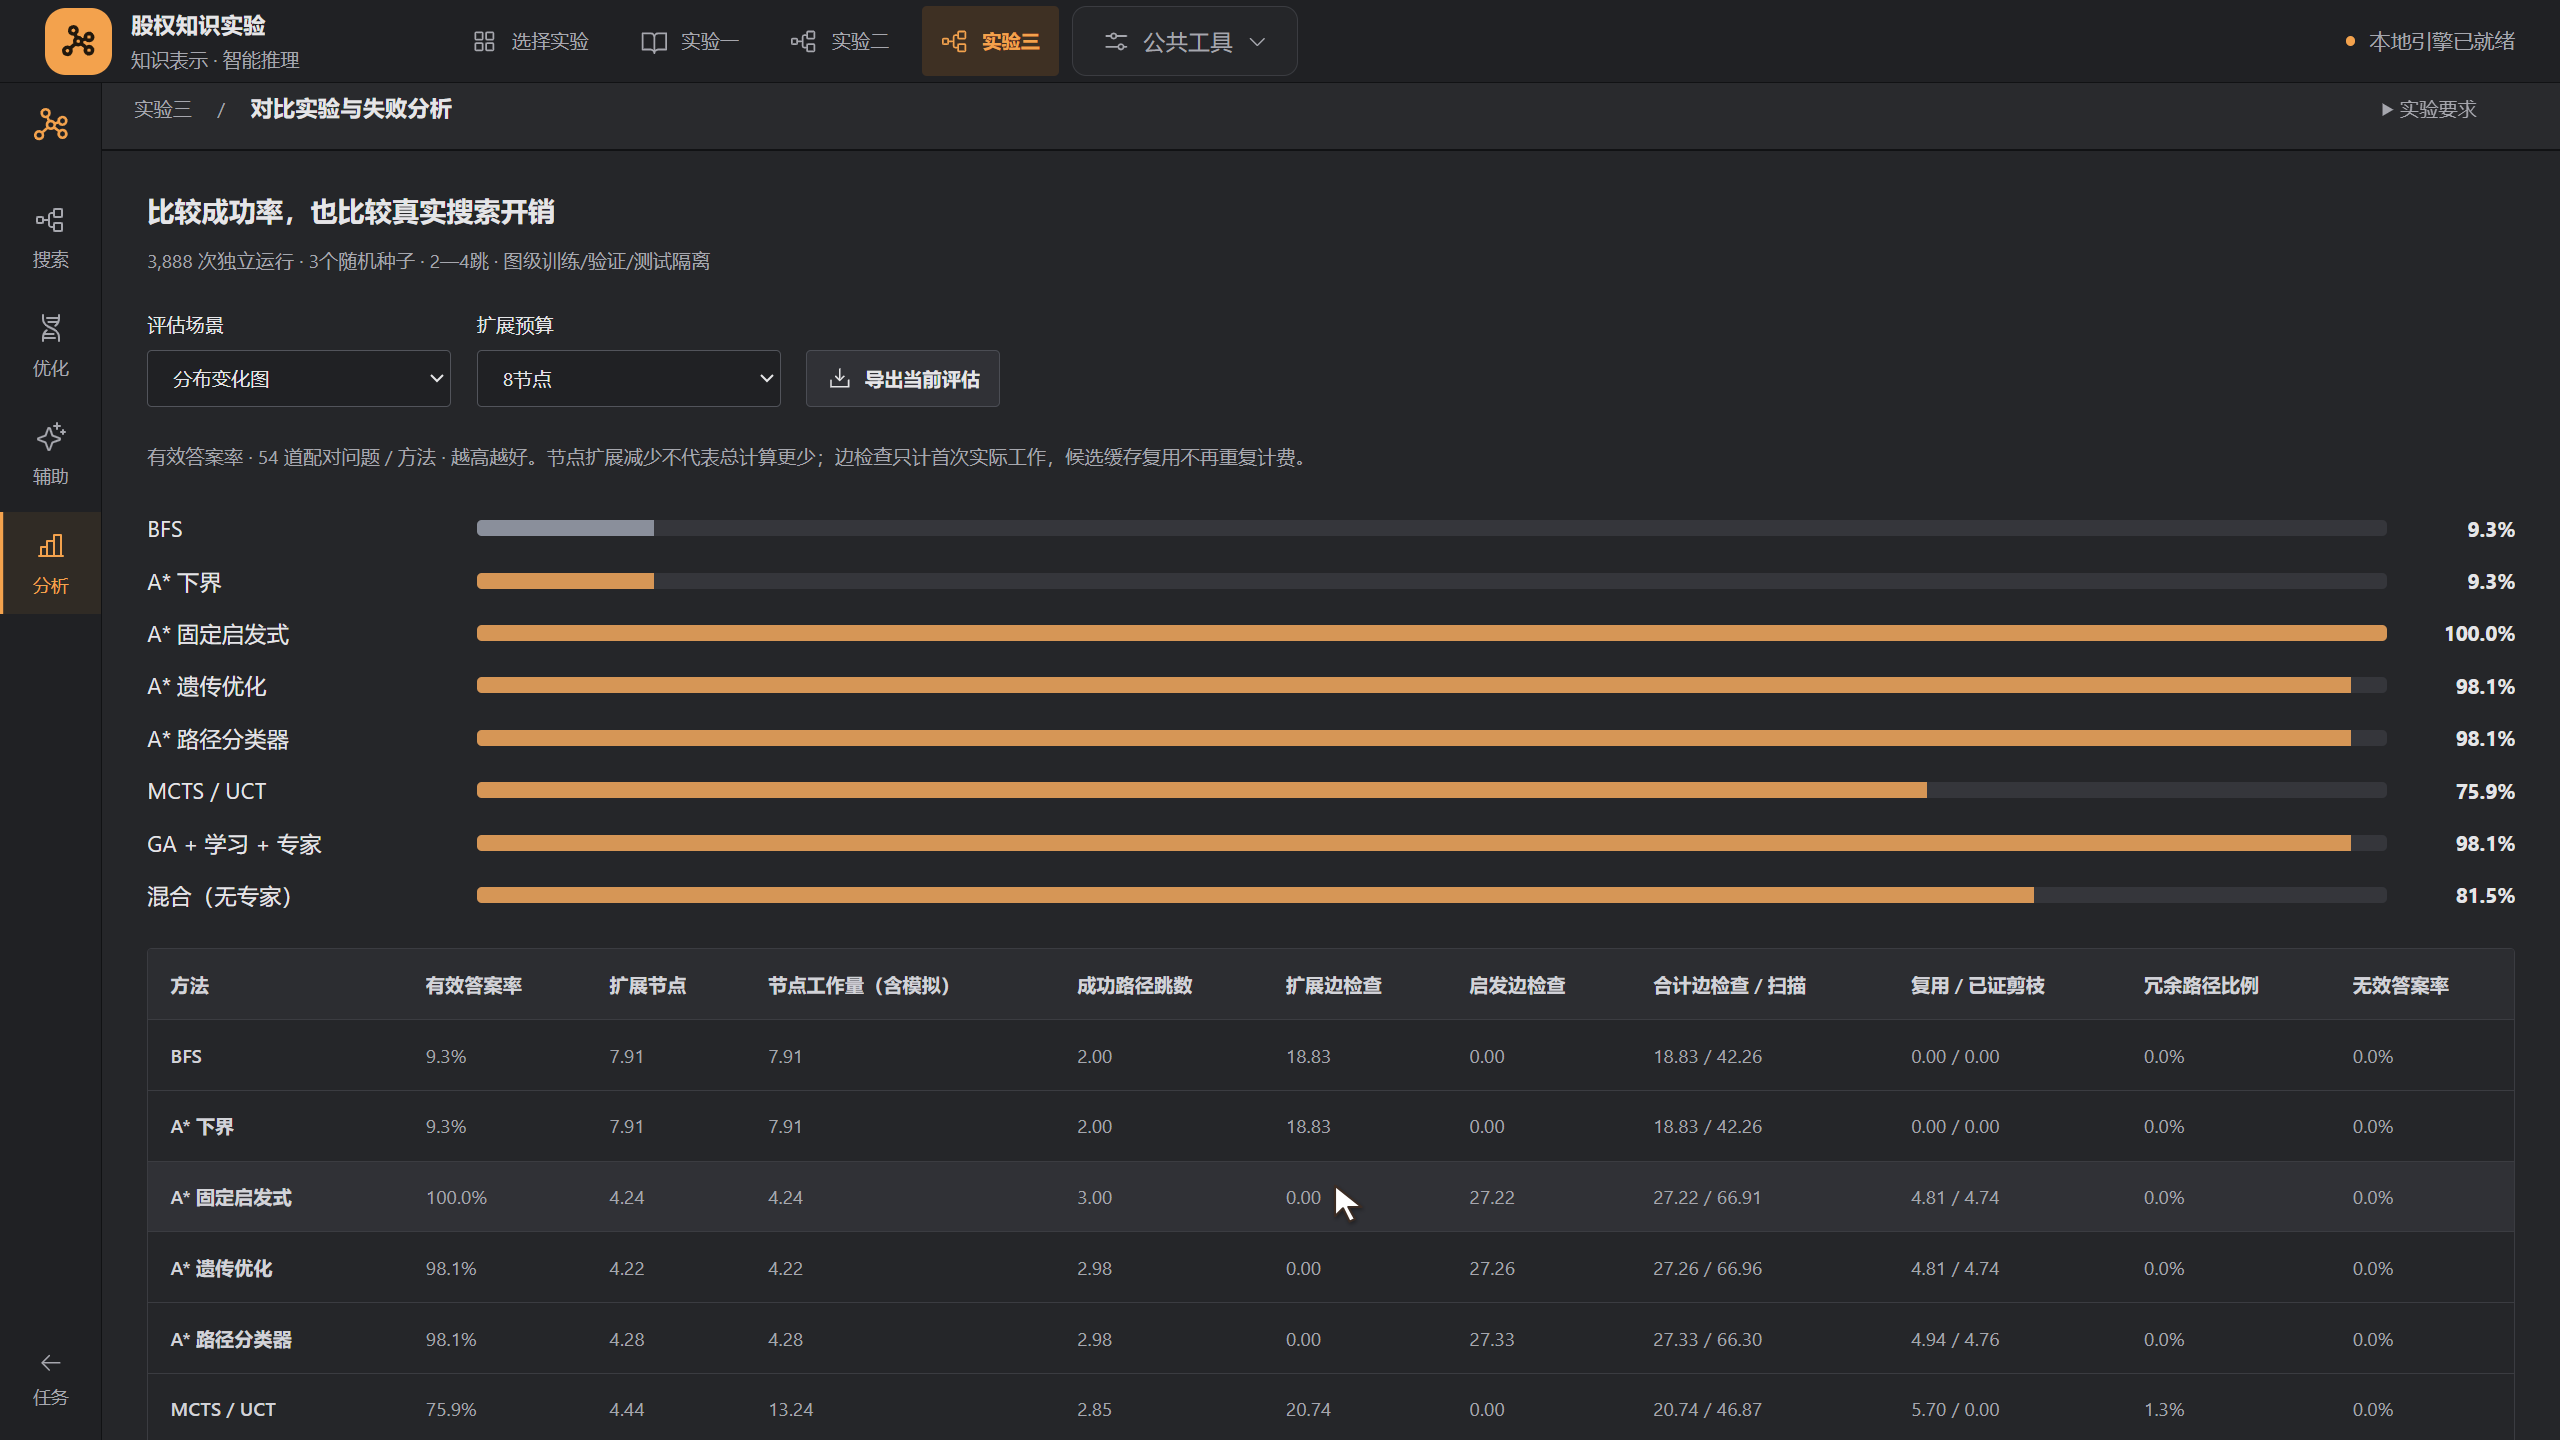 股权知识实验
知识表示 · 智能推理
选择实验
实验一
实验二
实验三
公共工具
本地引擎已就绪
实验三 / 对比实验与失败分析
▶ 实验要求
搜索
优化
辅助
分析
任务
比较成功率，也比较真实搜索开销
3,888 次独立运行 · 3个随机种子 · 2—4跳 · 图级训练/验证/测试隔离
评估场景 扩展预算
分布变化图 8节点 导出当前评估
有效答案率 · 54 道配对问题 / 方法 · 越高越好。节点扩展减少不代表总计算更少；边检查只计首次实际工作，候选缓存复用不再重复计费。
BFS 9.3%
A* 下界 9.3%
A* 固定启发式 100.0%
A* 遗传优化 98.1%
A* 路径分类器 98.1%
MCTS / UCT 75.9%
GA + 学习 + 专家 98.1%
混合（无专家） 81.5%
方法 有效答案率 扩展节点 节点工作量（含模拟） 成功路径跳数 扩展边检查 启发边检查 合计边检查 / 扫描 复用 / 已证剪枝 冗余路径比例 无效答案率
BFS 9.3% 7.91 7.91 2.00 18.83 0.00 18.83 / 42.26 0.00 / 0.00 0.0% 0.0%
A* 下界 9.3% 7.91 7.91 2.00 18.83 0.00 18.83 / 42.26 0.00 / 0.00 0.0% 0.0%
A* 固定启发式 100.0% 4.24 4.24 3.00 0.00 27.22 27.22 / 66.91 4.81 / 4.74 0.0% 0.0%
A* 遗传优化 98.1% 4.22 4.22 2.98 0.00 27.26 27.26 / 66.96 4.81 / 4.74 0.0% 0.0%
A* 路径分类器 98.1% 4.28 4.28 2.98 0.00 27.33 27.33 / 66.30 4.94 / 4.76 0.0% 0.0%
MCTS / UCT 75.9% 4.44 13.24 2.85 20.74 0.00 20.74 / 46.87 5.70 / 0.00 1.3% 0.0%